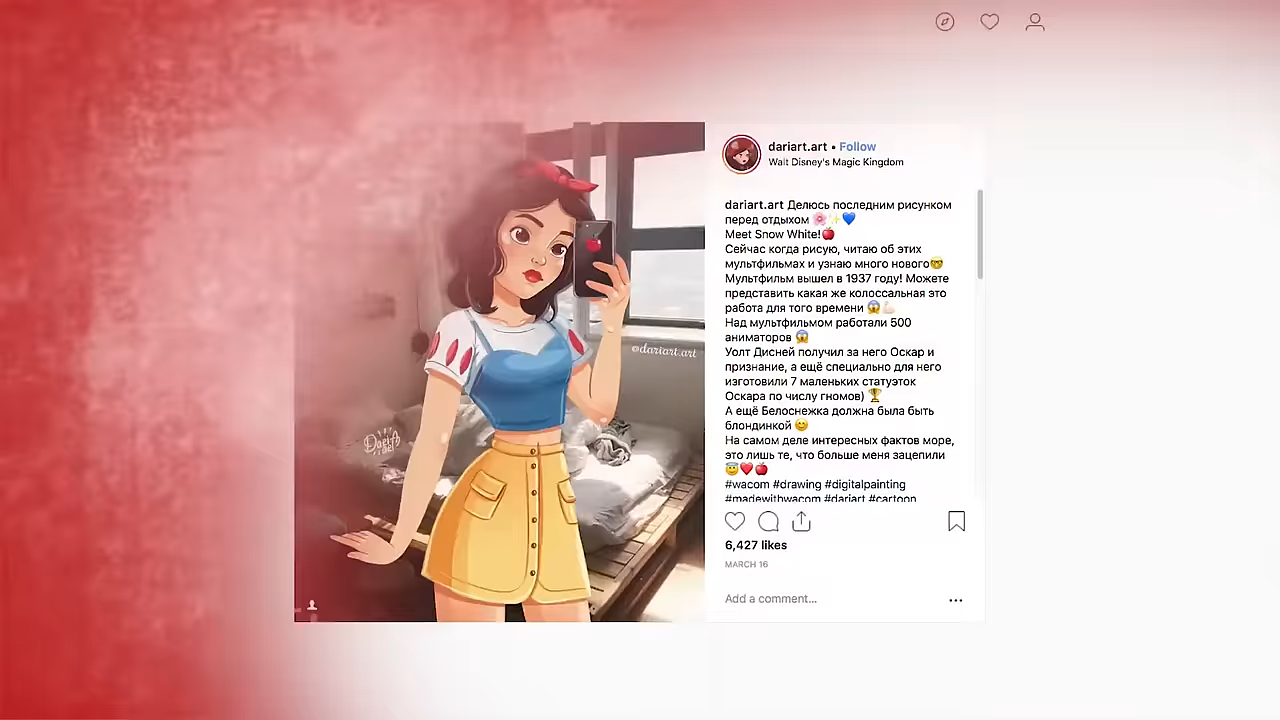 dariart.art • Follow
Walt Disney's Magic Kingdom
dariart.art Делюсь последним рисунком
перед отдыхом 🌸✨💙
Meet Snow White!🍎
Сейчас когда рисую, читаю об этих
мультфильмах и узнаю много нового🤓
Мультфильм вышел в 1937 году! Можете
представить какая же колоссальная это
работа для того времени 😱💪🏻
Над мультфильмом работали 500
аниматоров 😱
Уолт Дисней получил за него Оскар и
признание, а ещё специально для него
изготовили 7 маленьких статуэток
Оскара по числу гномов) 🏆
А ещё Белоснежка должна была быть
блондинкой 😊
На самом деле интересных фактов море,
это лишь те, что больше меня зацепили
😇❤️🍎
#wacom #drawing #digitalpainting
#madewithwacom #dariart #cartoon
6,427 likes
MARCH 16
Add a comment...
@dariart.art
DariA
art